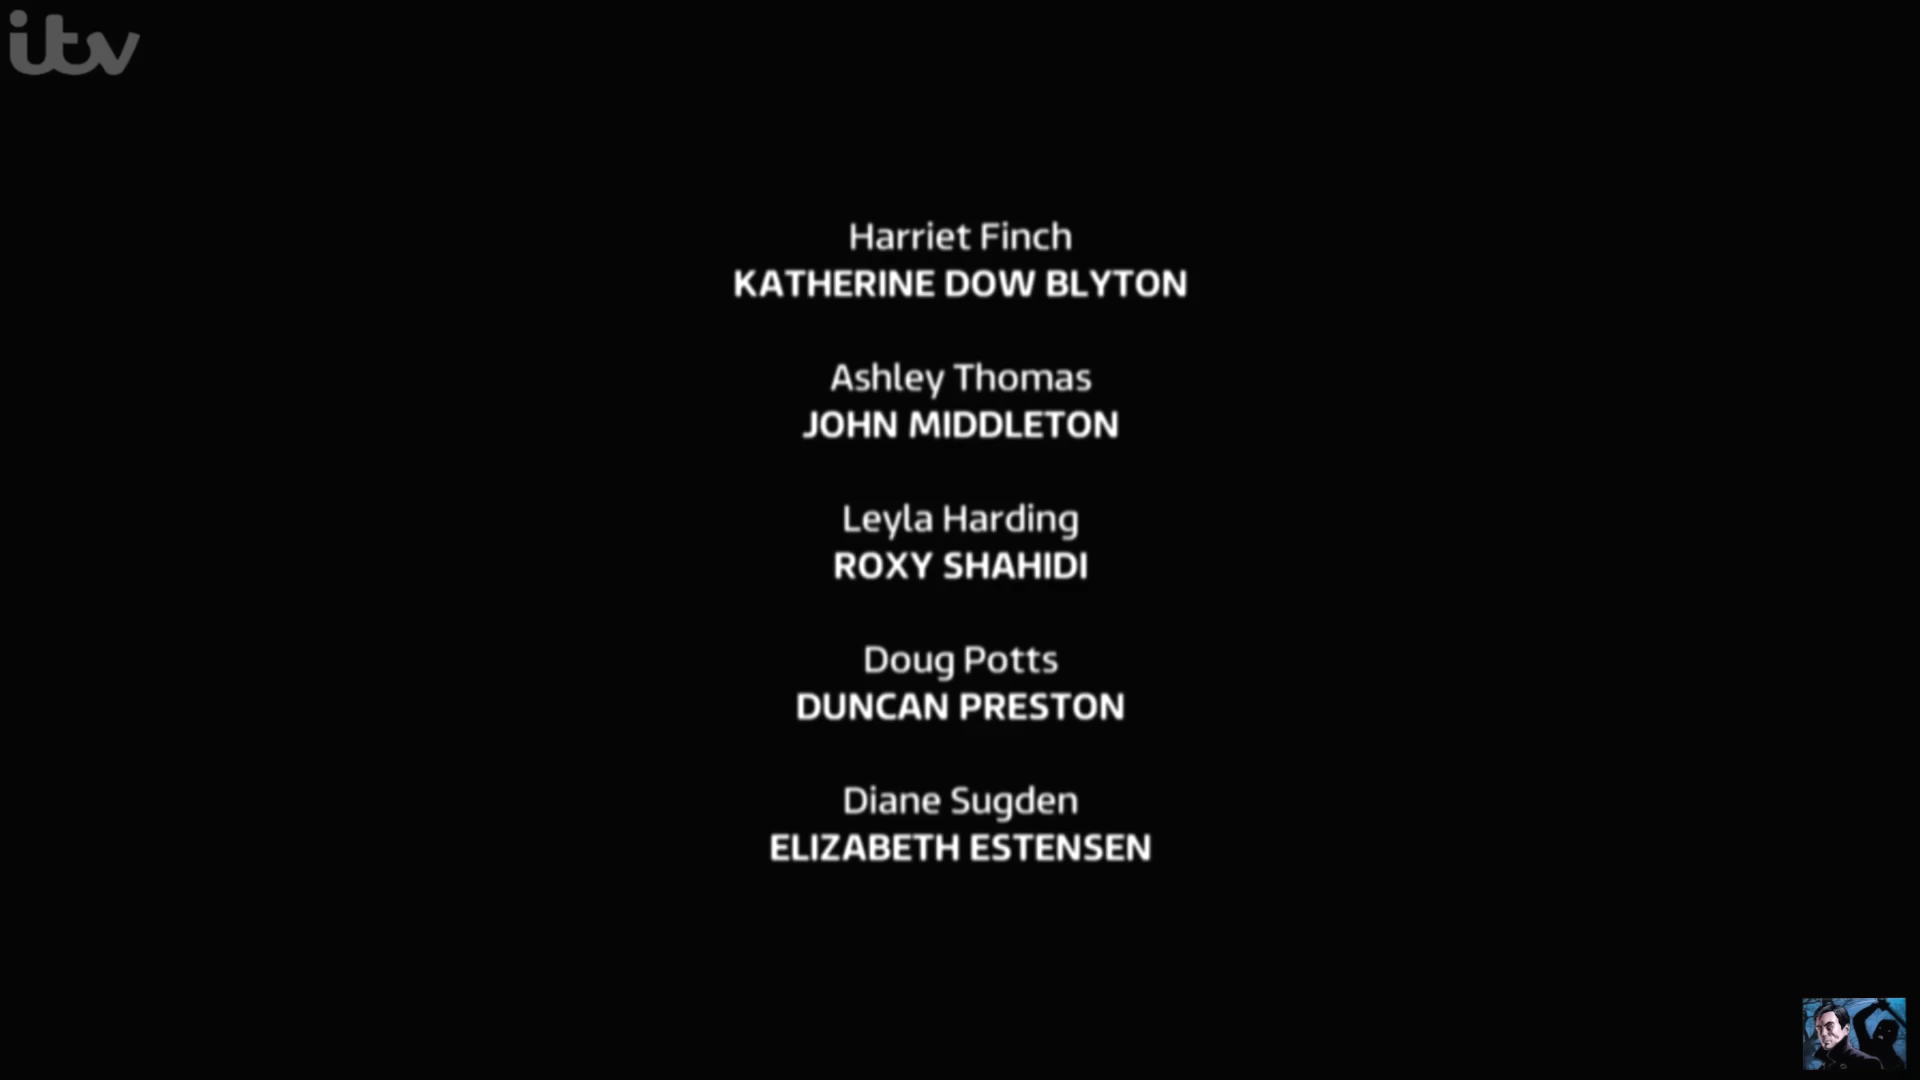 itv
Harriet Finch
KATHERINE DOW BLYTON
Ashley Thomas
JOHN MIDDLETON
Leyla Harding
ROXY SHAHIDI
Doug Potts
DUNCAN PRESTON
Diane Sugden
ELIZABETH ESTENSEN